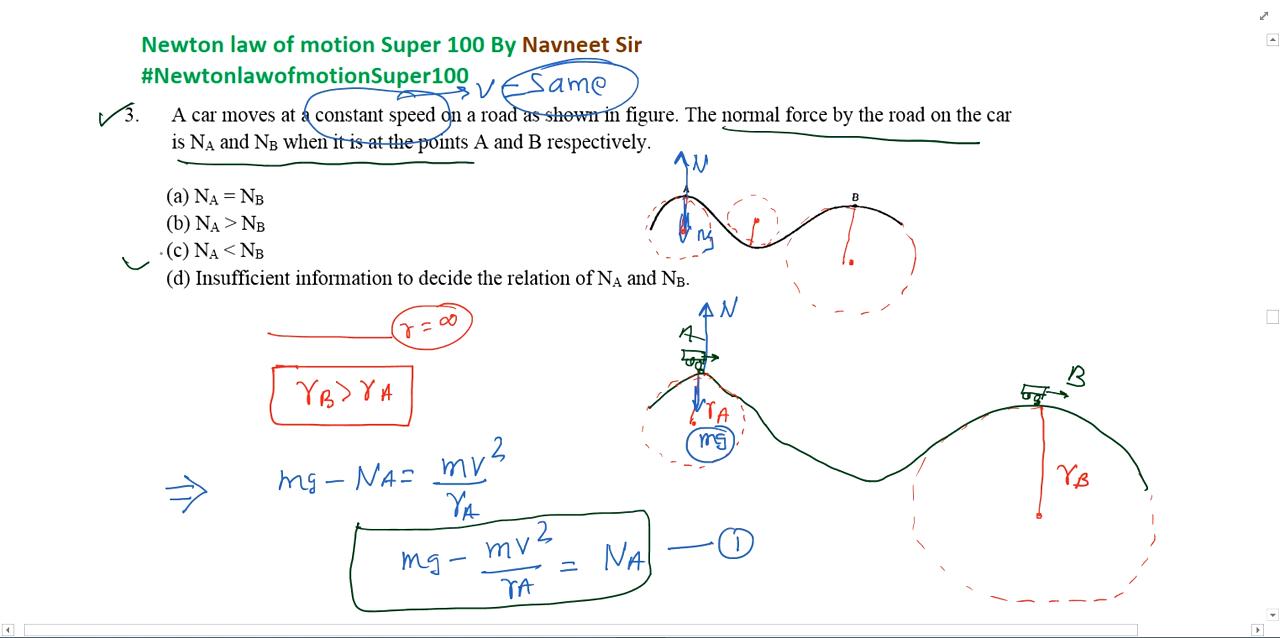 Newton law of motion Super 100 By Navneet Sir
#NewtonlawofmotionSuper100
V = Same
3. A car moves at a constant speed on a road as shown in figure. The normal force by the road on the car
is NA and NB when it is at the points A and B respectively.
(a) NA = NB
(b) NA > NB
(c) NA < NB
(d) Insufficient information to decide the relation of NA and NB.
N
A
mg
B
r = ∞
rB > rA
N
A
rA
mg
B
rB
⇒ mg - NA = mv²/rA
mg - mv²/rA = NA — ①